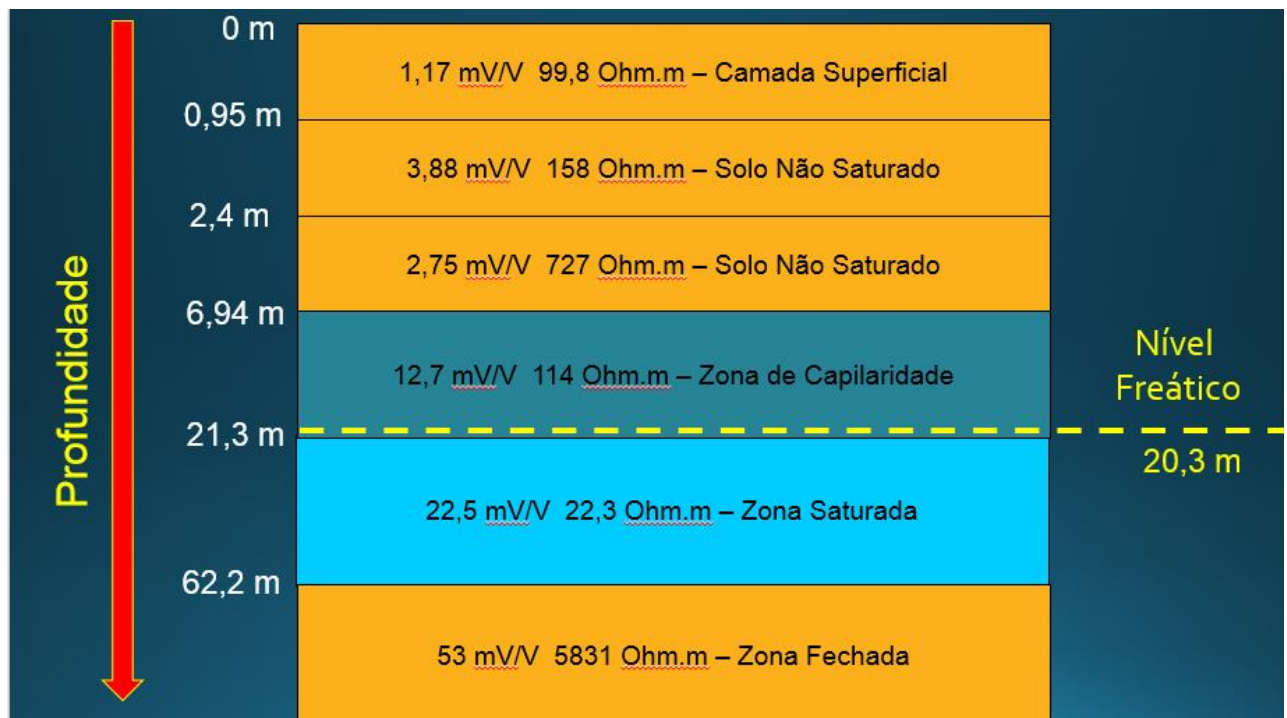 Profundidade
0 m
1,17 mV/V 99,8 Ohm.m – Camada Superficial
0,95 m
3,88 mV/V 158 Ohm.m – Solo Não Saturado
2,4 m
2,75 mV/V 727 Ohm.m – Solo Não Saturado
6,94 m
12,7 mV/V 114 Ohm.m – Zona de Capilaridade
Nível
Freático
21,3 m
20,3 m
22,5 mV/V 22,3 Ohm.m – Zona Saturada
62,2 m
53 mV/V 5831 Ohm.m – Zona Fechada